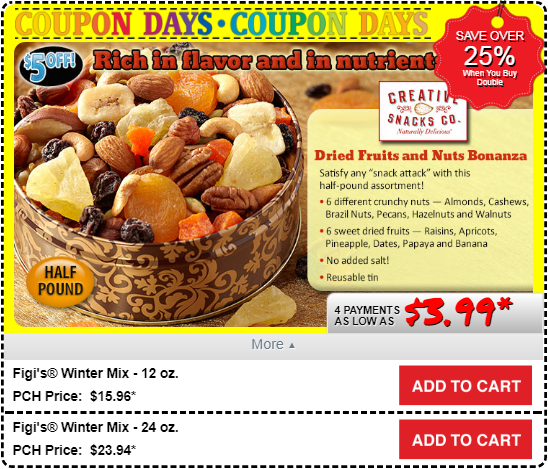 COUPON DAYS • COUPON DAYS
$5 OFF!
Rich in flavor and in nutrient
SAVE OVER
25%
When You Buy
Double
CREATIVE
SNACKS CO.
Naturally Delicious
Dried Fruits and Nuts Bonanza
Satisfy any "snack attack" with this
half-pound assortment!
• 6 different crunchy nuts — Almonds, Cashews,
Brazil Nuts, Pecans, Hazelnuts and Walnuts
• 6 sweet dried fruits — Raisins, Apricots,
Pineapple, Dates, Papaya and Banana
• No added salt!
• Reusable tin
HALF
POUND
4 PAYMENTS
AS LOW AS $3.99*
More ▲
Figi's® Winter Mix - 12 oz.
PCH Price: $15.96*
ADD TO CART
Figi's® Winter Mix - 24 oz.
PCH Price: $23.94*
ADD TO CART